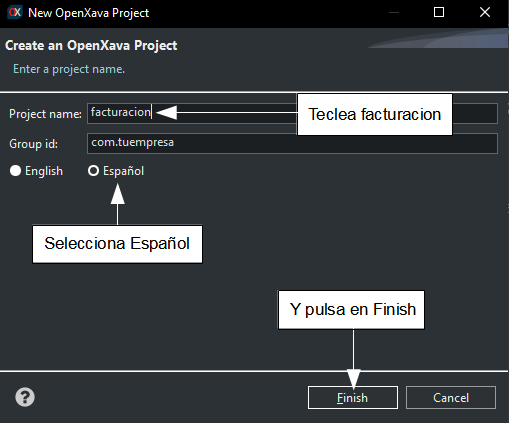 OX New OpenXava Project
Create an OpenXava Project
Enter a project name.
Project name: facturacion
Teclea facturacion
Group id: com.tuempresa
English Español
Selecciona Español
Y pulsa en Finish
? Finish Cancel